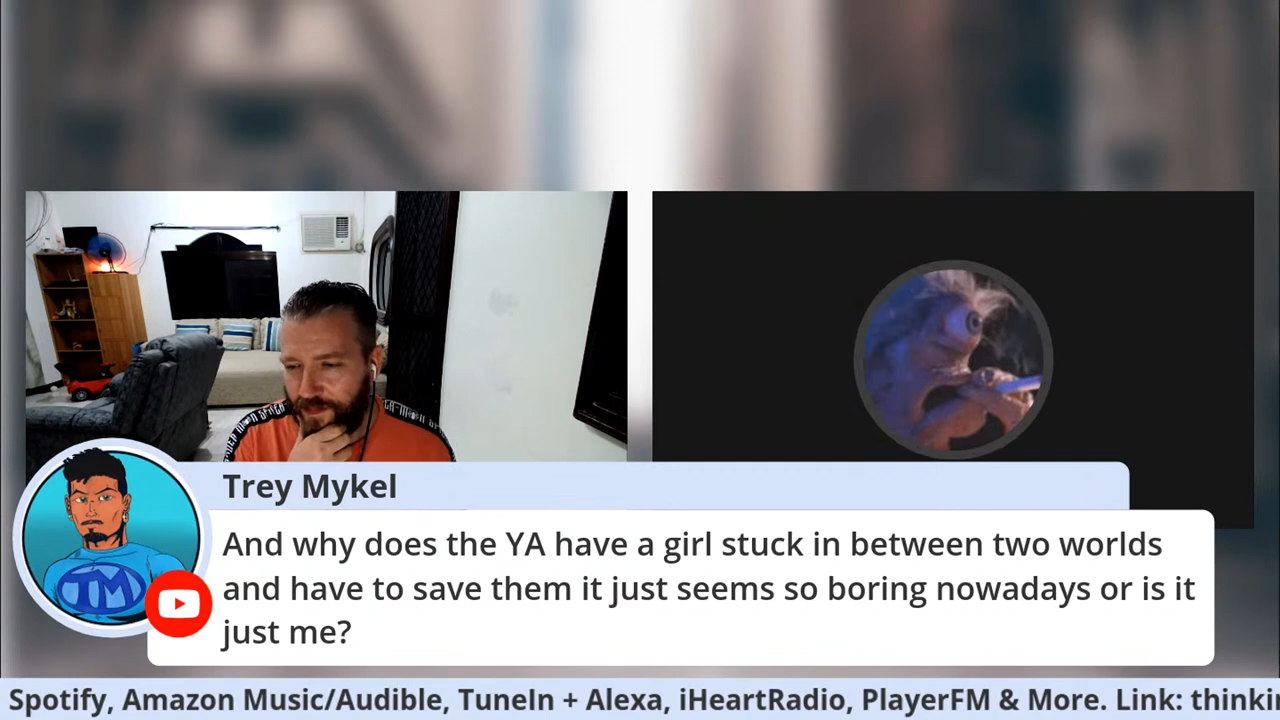 Trey Mykel
And why does the YA have a girl stuck in between two worlds
and have to save them it just seems so boring nowadays or is it
just me?
TM
Spotify, Amazon Music/Audible, TuneIn + Alexa, iHeartRadio, PlayerFM & More. Link: thinkin